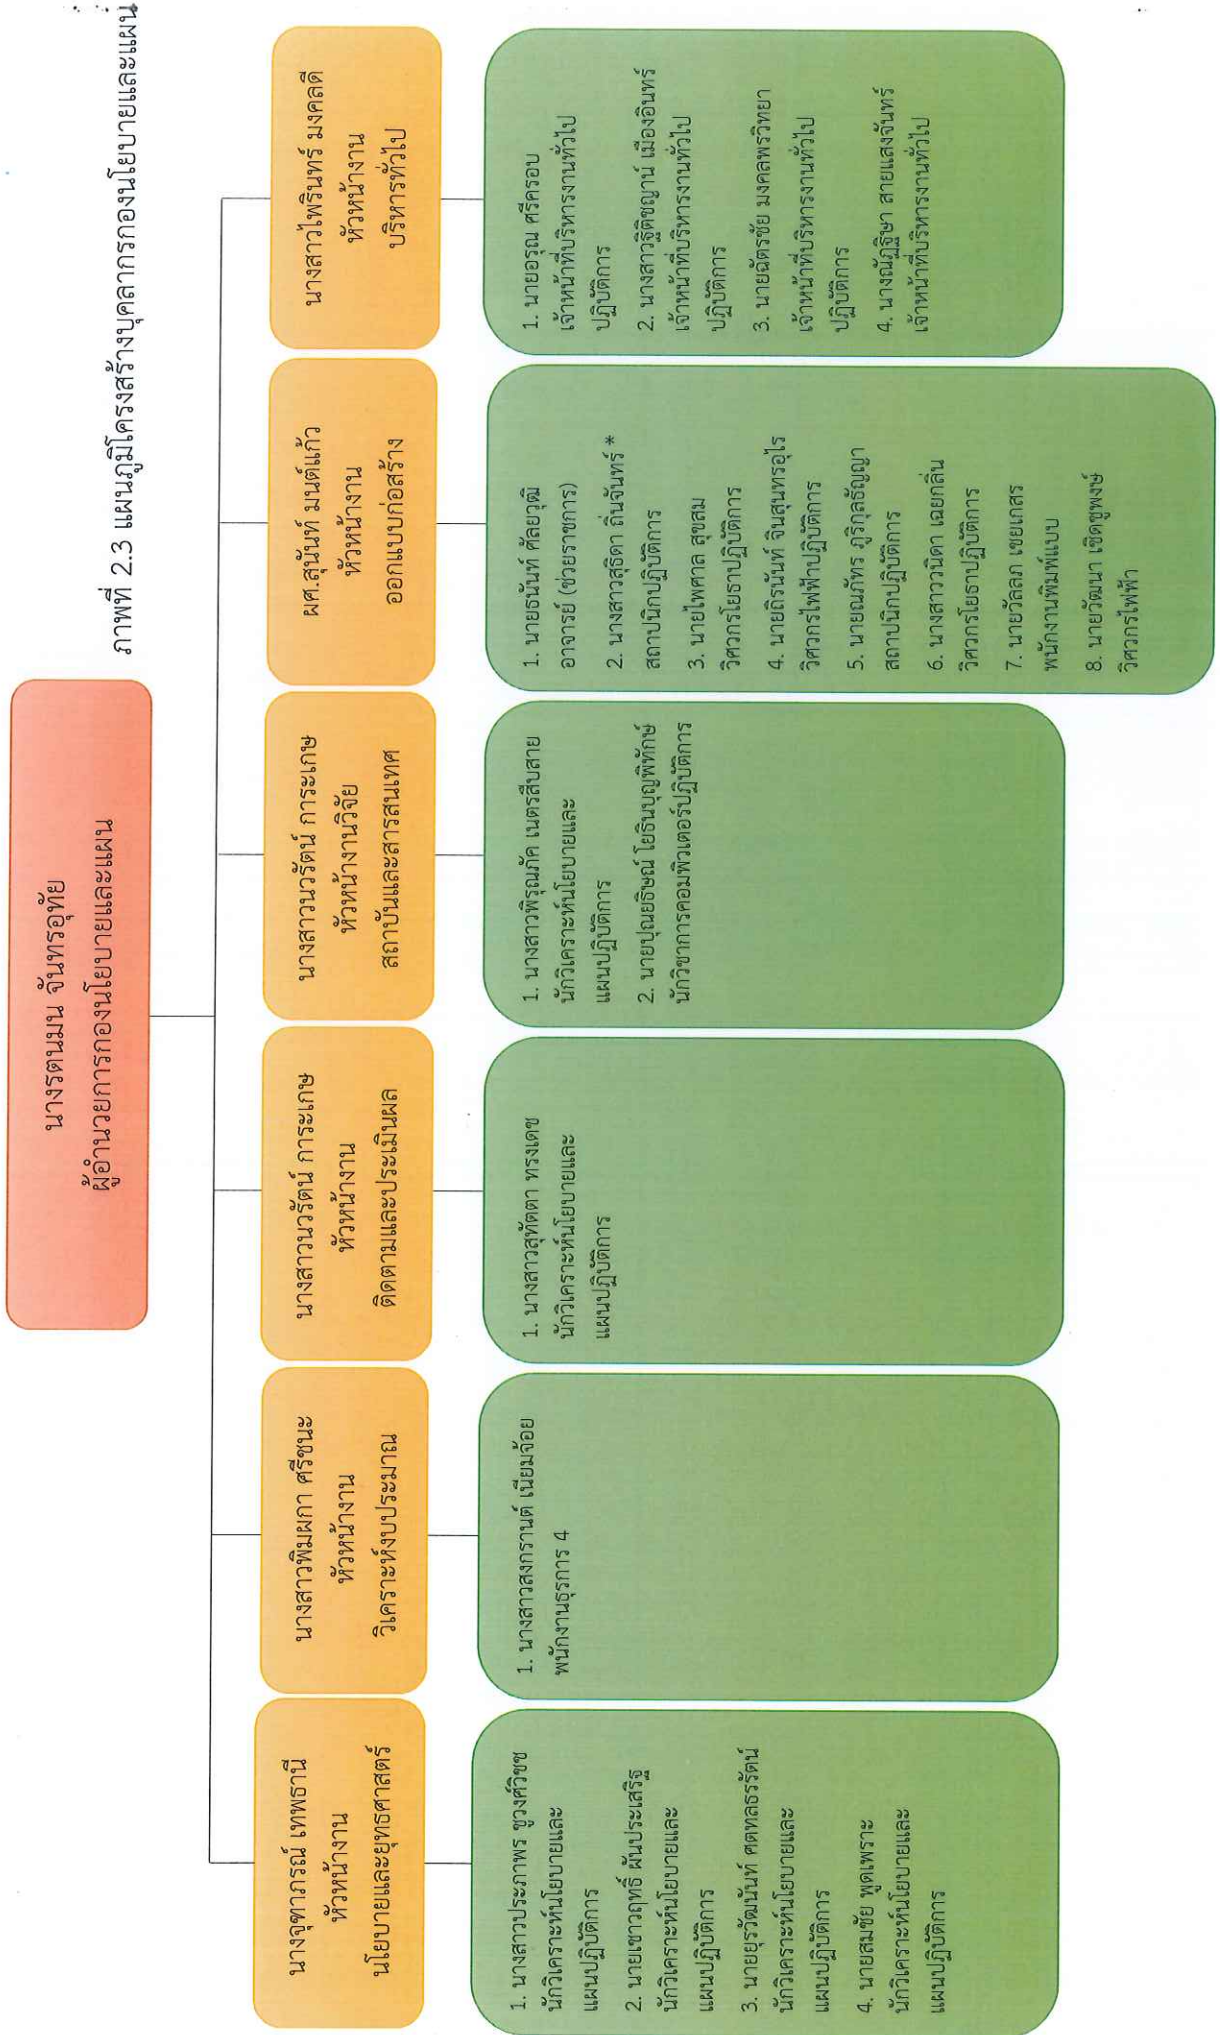 นางรตนมน จันทรอุทัย
ผู้อำนวยการกองนโยบายและแผน
ภาพที่ 2.3 แผนภูมิโครงสร้างบุคลากรกองนโยบายและแผน
นางจุฑาภรณ์ เทพธานี
หัวหน้างาน
นโยบายและยุทธศาสตร์
1. นางสาวประภาพร ชูวงศ์วิชช
นักวิเคราะห์นโยบายและ
แผนปฏิบัติการ
2. นายเชาวฤทธิ์ ผันประเสริฐ
นักวิเคราะห์นโยบายและ
แผนปฏิบัติการ
3. นายยุรวัฒนันท์ ศตทลธรรัตน์
นักวิเคราะห์นโยบายและ
แผนปฏิบัติการ
4. นายสมชัย พูดเพราะ
นักวิเคราะห์นโยบายและ
แผนปฏิบัติการ
นางสาวพิมผกา ศรีชนะ
หัวหน้างาน
วิเคราะห์งบประมาณ
1. นางสาวสงกรานต์ เนียมจ้อย
พนักงานธุรการ 4
นางสาวนวรัตน์ การะเกษ
หัวหน้างาน
ติดตามและประเมินผล
1. นางสาวสุทัตตา ทรงเดช
นักวิเคราะห์นโยบายและ
แผนปฏิบัติการ
นางสาวนวรัตน์ การะเกษ
หัวหน้างานวิจัย
สถาบันและสารสนเทศ
1. นางสาวพิรุณภัค เนตรสืบสาย
นักวิเคราะห์นโยบายและ
แผนปฏิบัติการ
2. นายปุณยธิษณ์ โยธินบุญพิทักษ์
นักวิชาการคอมพิวเตอร์ปฏิบัติการ
ผศ.สุนันท์ มนต์แก้ว
หัวหน้างาน
ออกแบบก่อสร้าง
1. นายธนันท์ ศัลยวุฒิ
อาจารย์ (ช่วยราชการ)
2. นางสาวสุธิดา ถิ่นจันทร์ *
สถาปนิกปฏิบัติการ
3. นายไพศาล สุขสม
วิศวกรโยธาปฏิบัติการ
4. นายถิรนันท์ จินสุนทรอุไร
วิศวกรไฟฟ้าปฏิบัติการ
5. นายณภัทร ภูริกุลธัญญา
สถาปนิกปฏิบัติการ
6. นางสาววนิดา เฉยกลิ่น
วิศวกรโยธาปฏิบัติการ
7. นายวัลลภ เชยเกสร
พนักงานพิมพ์แบบ
8. นายวัฒนา เชิดชูพงษ์
วิศวกรไฟฟ้า
นางสาวไพรินทร์ มงคลดี
หัวหน้างาน
บริหารทั่วไป
1. นายอรุณ ศรีครอบ
เจ้าหน้าที่บริหารงานทั่วไป
ปฏิบัติการ
2. นางสาวฐิติชญาน์ เมืองอินทร์
เจ้าหน้าที่บริหารงานทั่วไป
ปฏิบัติการ
3. นายฉัตรชัย มงคลพรวิทยา
เจ้าหน้าที่บริหารงานทั่วไป
ปฏิบัติการ
4. นางณัฏฐิษา สายแสงจันทร์
เจ้าหน้าที่บริหารงานทั่วไป